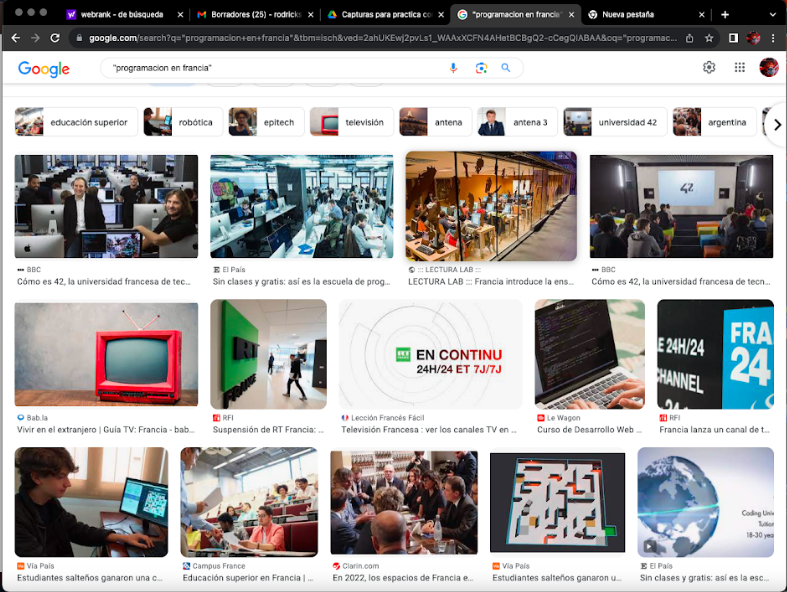 webrank - de búsqueda
Borradores (25) - rodricks
Capturas para practica co
"programacion en francia"
Nueva pestaña
google.com/search?q="programacion+en+francia"&tbm=isch&ved=2ahUKEwj2pvLs1_WAAxXCFN4AHetBCBgQ2-cCegQIABAA&oq="programac...
Google
"programacion en francia"
educación superior
robótica
epitech
televisión
antena
antena 3
universidad 42
argentina
42
BBC
Cómo es 42, la universidad francesa de tec...
El País
Sin clases y gratis: así es la escuela de prog...
::: LECTURA LAB :::
LECTURA LAB ::: Francia introduce la ens...
BBC
Cómo es 42, la universidad francesa de tecn...
RT EN CONTINU
24H/24 ET 7J/7J
E 24H/24
CHANNEL
FRA
24
Bab.la
Vivir en el extranjero | Guía TV: Francia - bab...
RFI
Suspensión de RT Francia: ...
Lección Francés Fácil
Televisión Francesa : ver los canales TV en ...
Le Wagon
Curso de Desarrollo Web ...
RFI
Francia lanza un canal de t...
Coding Univ
Tuition
18-30 yea
Vía País
Estudiantes salteños ganaron una c...
Campus France
Educación superior en Francia | ...
Clarin.com
En 2022, los espacios de Francia e...
Vía País
Estudiantes salteños ganaron u...
El País
Sin clases y gratis: así es la esc...